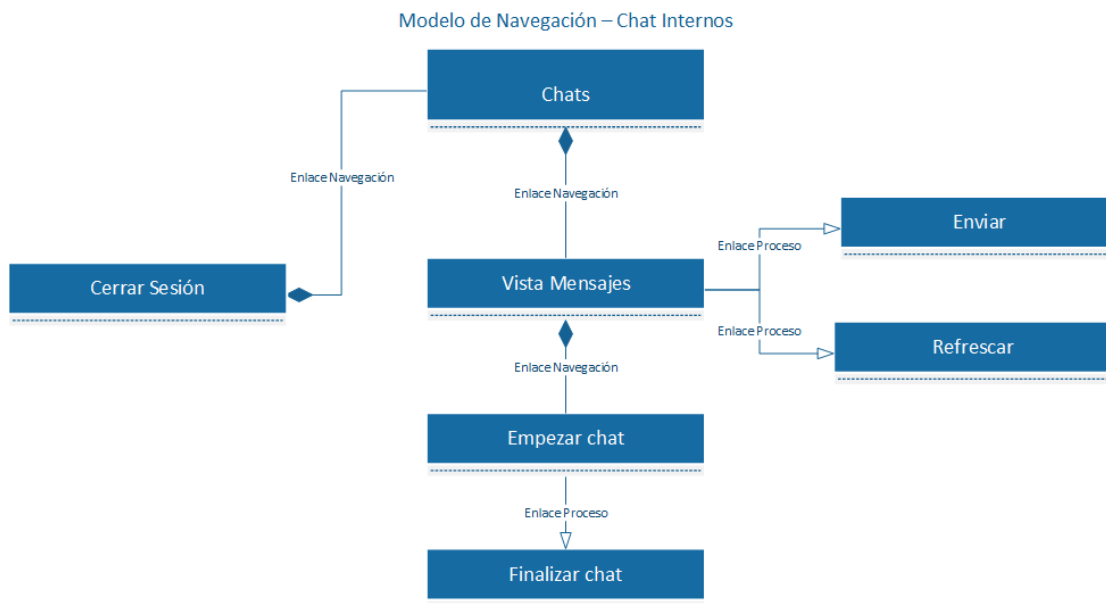 Modelo de Navegación – Chat Internos
Chats
Enlace Navegación
Enlace Navegación
Enviar
Enlace Proceso
Cerrar Sesión
Vista Mensajes
Enlace Proceso
Refrescar
Enlace Navegación
Empezar chat
Enlace Proceso
Finalizar chat